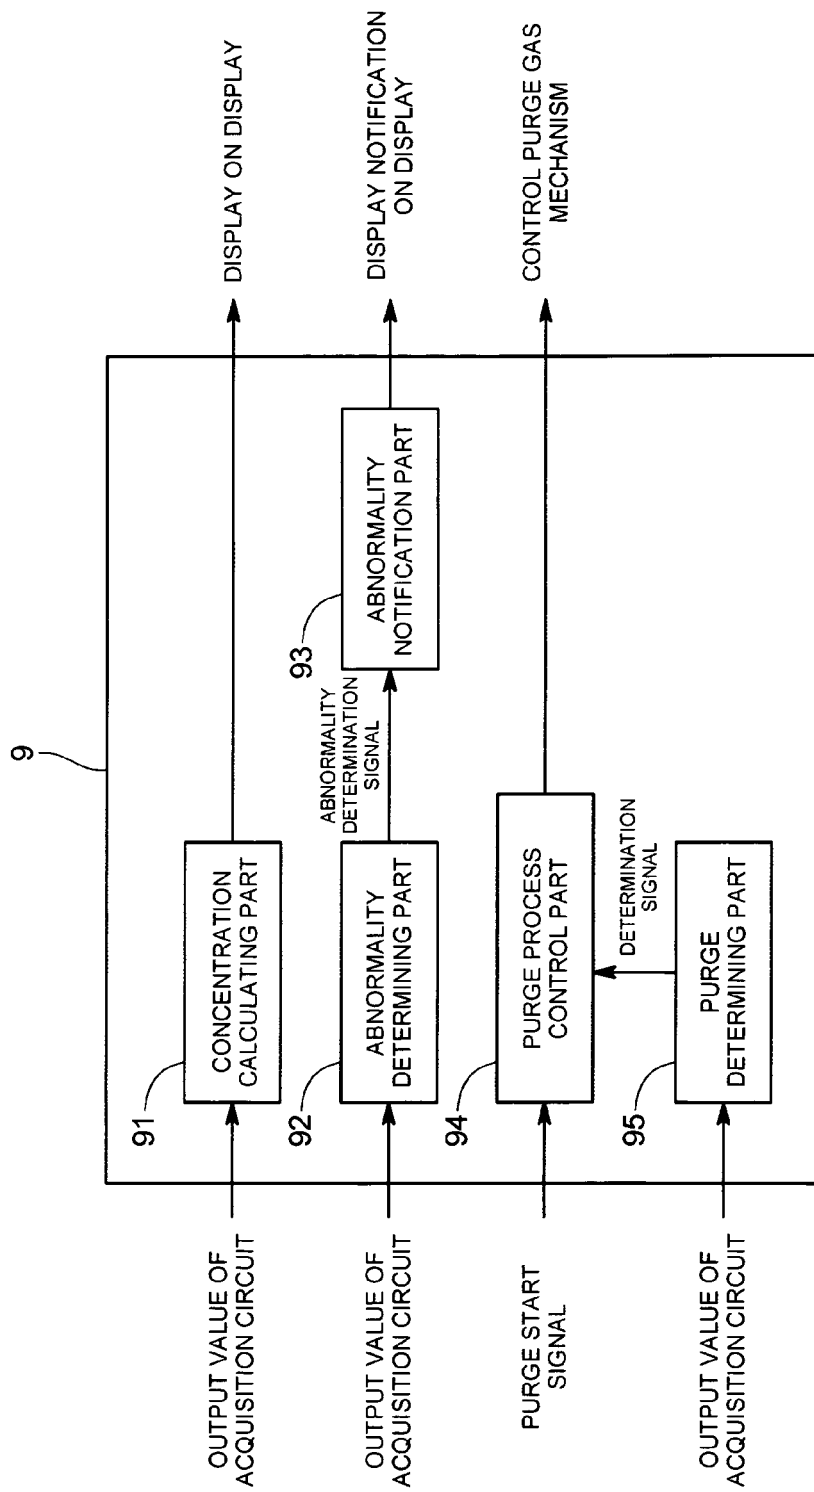 9
OUTPUT VALUE OF
ACQUISITION CIRCUIT
91
CONCENTRATION
CALCULATING PART
DISPLAY ON DISPLAY
OUTPUT VALUE OF
ACQUISITION CIRCUIT
92
ABNORMALITY
DETERMINING PART
ABNORMALITY
DETERMINATION
SIGNAL
93
ABNORMALITY
NOTIFICATION PART
DISPLAY NOTIFICATION
ON DISPLAY
PURGE START
SIGNAL
94
PURGE PROCESS
CONTROL PART
CONTROL PURGE GAS
MECHANISM
DETERMINATION
SIGNAL
OUTPUT VALUE OF
ACQUISITION CIRCUIT
95
PURGE
DETERMINING PART